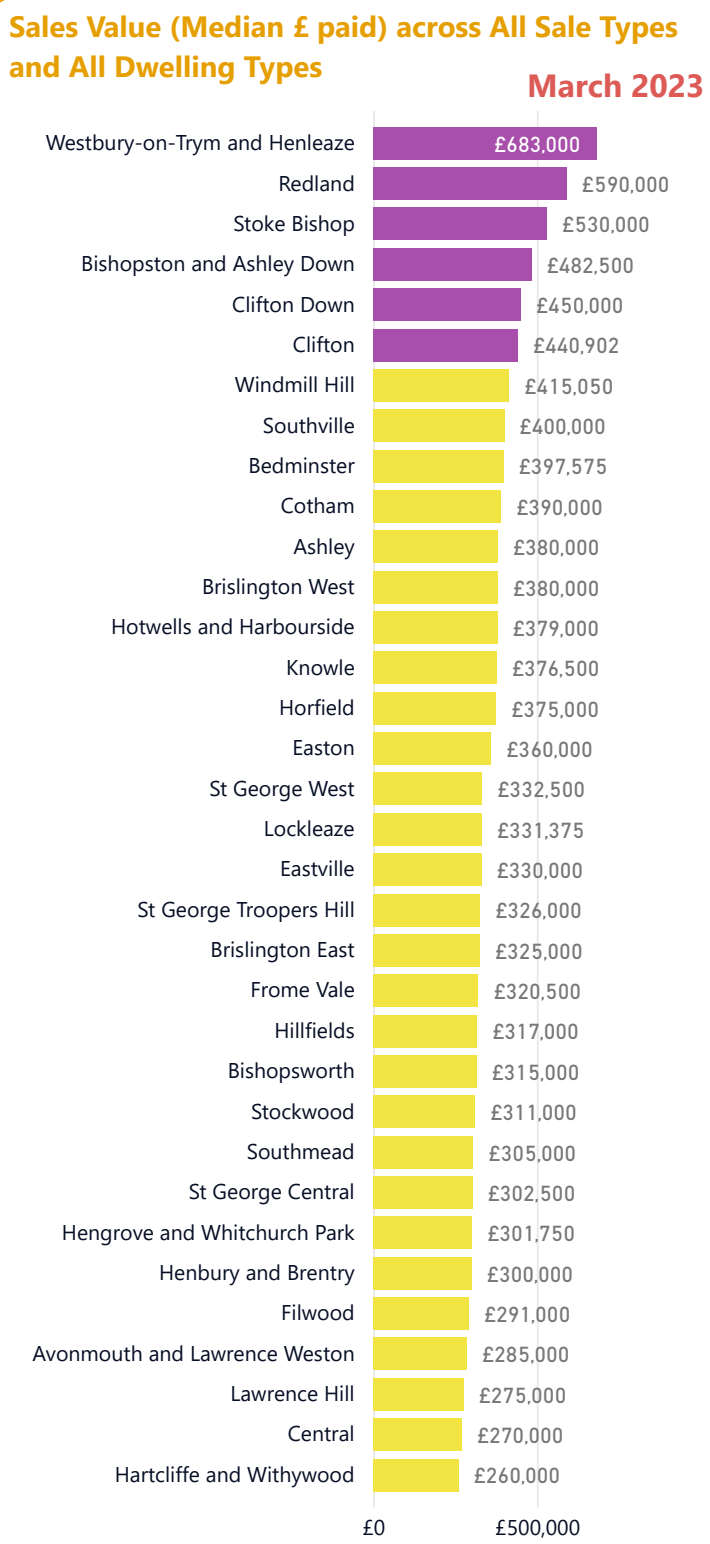 Sales Value (Median £ paid) across All Sale Types
and All Dwelling Types
March 2023
Westbury-on-Trym and Henleaze £683,000
Redland £590,000
Stoke Bishop £530,000
Bishopston and Ashley Down £482,500
Clifton Down £450,000
Clifton £440,902
Windmill Hill £415,050
Southville £400,000
Bedminster £397,575
Cotham £390,000
Ashley £380,000
Brislington West £380,000
Hotwells and Harbourside £379,000
Knowle £376,500
Horfield £375,000
Easton £360,000
St George West £332,500
Lockleaze £331,375
Eastville £330,000
St George Troopers Hill £326,000
Brislington East £325,000
Frome Vale £320,500
Hillfields £317,000
Bishopsworth £315,000
Stockwood £311,000
Southmead £305,000
St George Central £302,500
Hengrove and Whitchurch Park £301,750
Henbury and Brentry £300,000
Filwood £291,000
Avonmouth and Lawrence Weston £285,000
Lawrence Hill £275,000
Central £270,000
Hartcliffe and Withywood £260,000
£0 £500,000